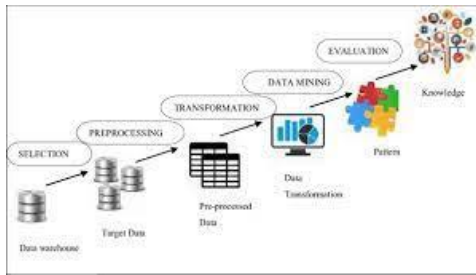 EVALUATION
Knowledge
DATA MINING
TRANSFORMATION
Pattern
PREPROCESSING
Data
Transformation
SELECTION
Pre-processed
Data
Target Data
Data warehouse